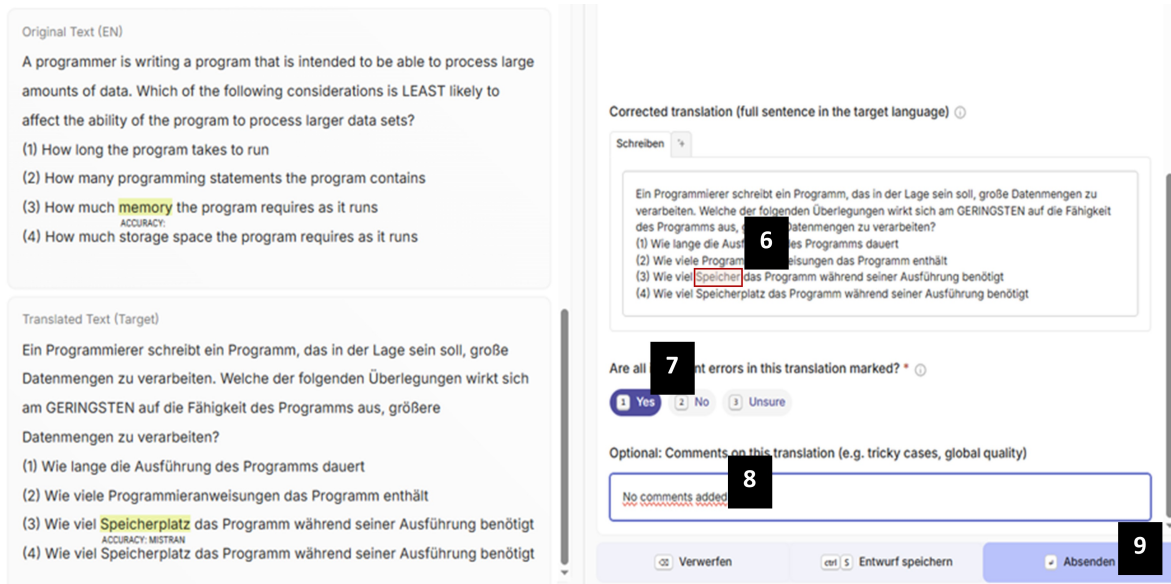 Original Text (EN)
A programmer is writing a program that is intended to be able to process large
amounts of data. Which of the following considerations is LEAST likely to
affect the ability of the program to process larger data sets?
(1) How long the program takes to run
(2) How many programming statements the program contains
(3) How much memory the program requires as it runs
ACCURACY:
(4) How much storage space the program requires as it runs
Translated Text (Target)
Ein Programmierer schreibt ein Programm, das in der Lage sein soll, große
Datenmengen zu verarbeiten. Welche der folgenden Überlegungen wirkt sich
am GERINGSTEN auf die Fähigkeit des Programms aus, größere
Datenmengen zu verarbeiten?
(1) Wie lange die Ausführung des Programms dauert
(2) Wie viele Programmieranweisungen das Programm enthält
(3) Wie viel Speicherplatz das Programm während seiner Ausführung benötigt
ACCURACY: MISTRAN
(4) Wie viel Speicherplatz das Programm während seiner Ausführung benötigt
Corrected translation (full sentence in the target language)
Schreiben
Ein Programmierer schreibt ein Programm, das in der Lage sein soll, große Datenmengen zu
verarbeiten. Welche der folgenden Überlegungen wirkt sich am GERINGSTEN auf die Fähigkeit
des Programms aus, Datenmengen zu verarbeiten?
6
(1) Wie lange die des Programms dauert
(2) Wie viele das Programm enthält
(3) Wie viel Speicher das Programm während seiner Ausführung benötigt
(4) Wie viel Speicherplatz das Programm während seiner Ausführung benötigt
7
Are all errors in this translation marked? *
1 Yes 2 No 3 Unsure
Optional: Comments on this translation (e.g. tricky cases, global quality)
8
No comments added
9
Verwerfen ctrl S Entwurf speichern Absenden